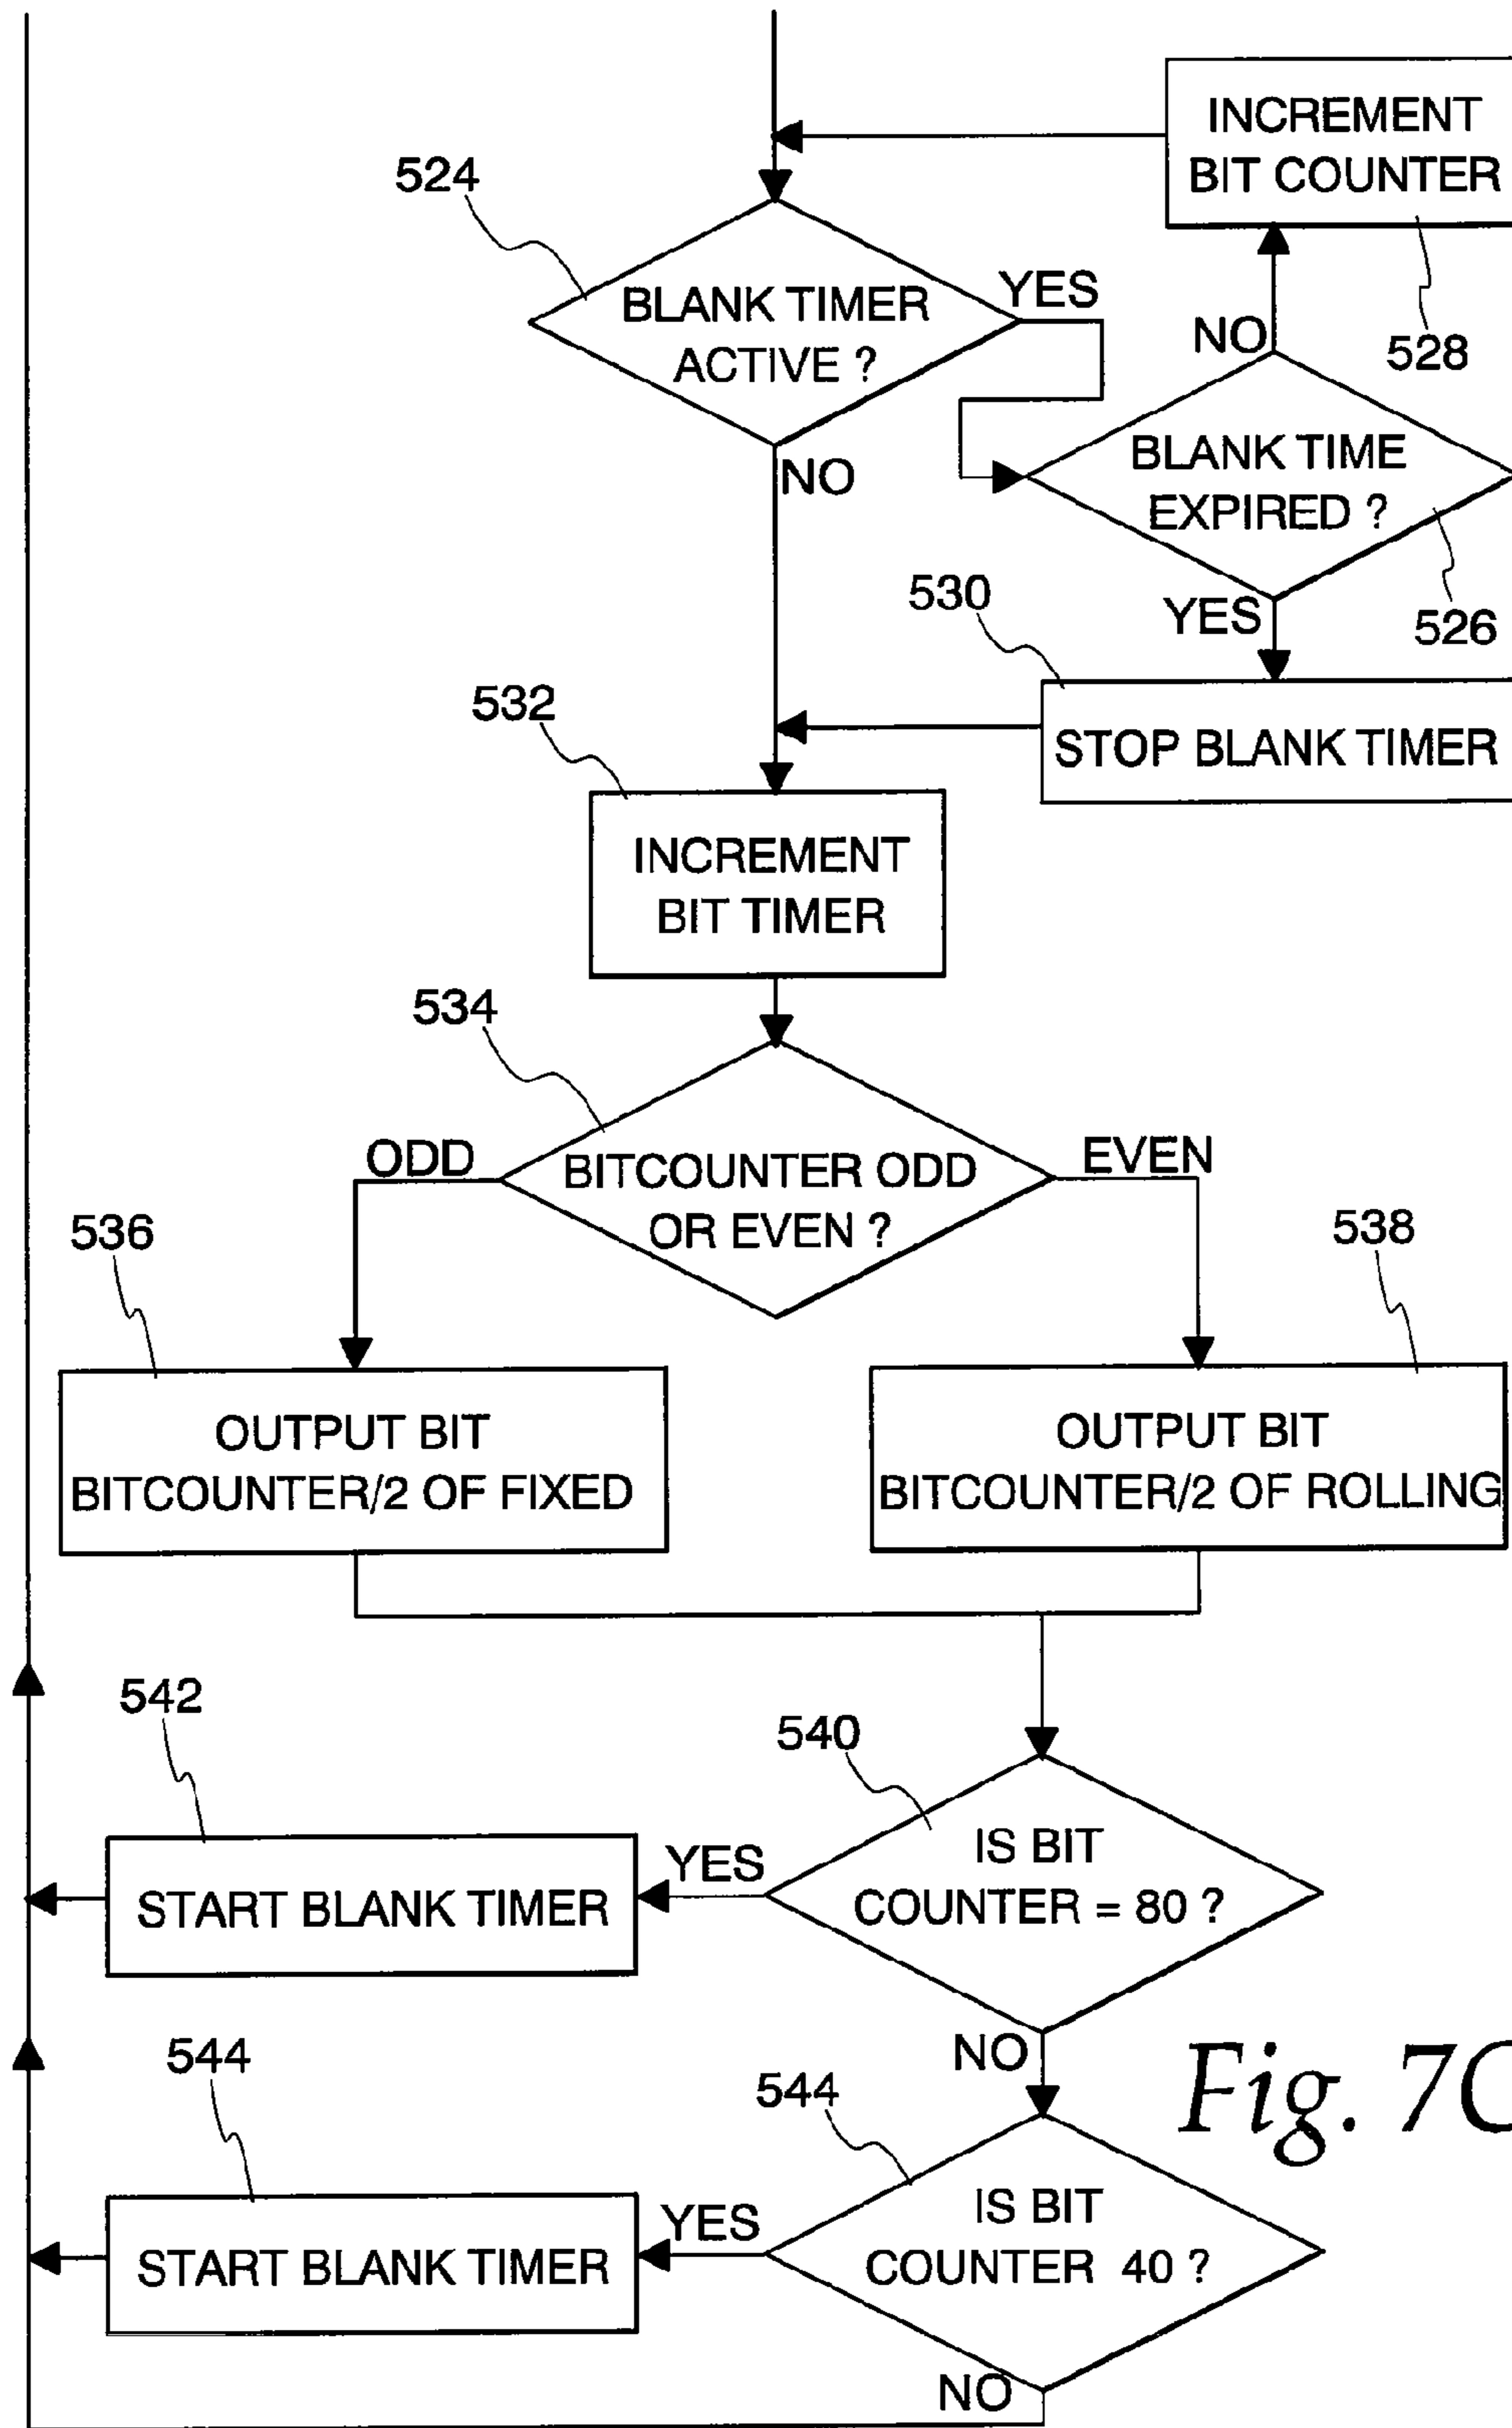 INCREMENT
BIT COUNTER
528
524
BLANK TIMER
ACTIVE ?
YES
NO
NO
BLANK TIME
EXPIRED ?
526
YES
530
STOP BLANK TIMER
532
INCREMENT
BIT TIMER
534
BITCOUNTER ODD
OR EVEN ?
ODD
EVEN
536
OUTPUT BIT
BITCOUNTER/2 OF FIXED
538
OUTPUT BIT
BITCOUNTER/2 OF ROLLING
540
IS BIT
COUNTER = 80 ?
YES
542
START BLANK TIMER
NO
544
IS BIT
COUNTER 40 ?
YES
544
START BLANK TIMER
NO
Fig. 7C